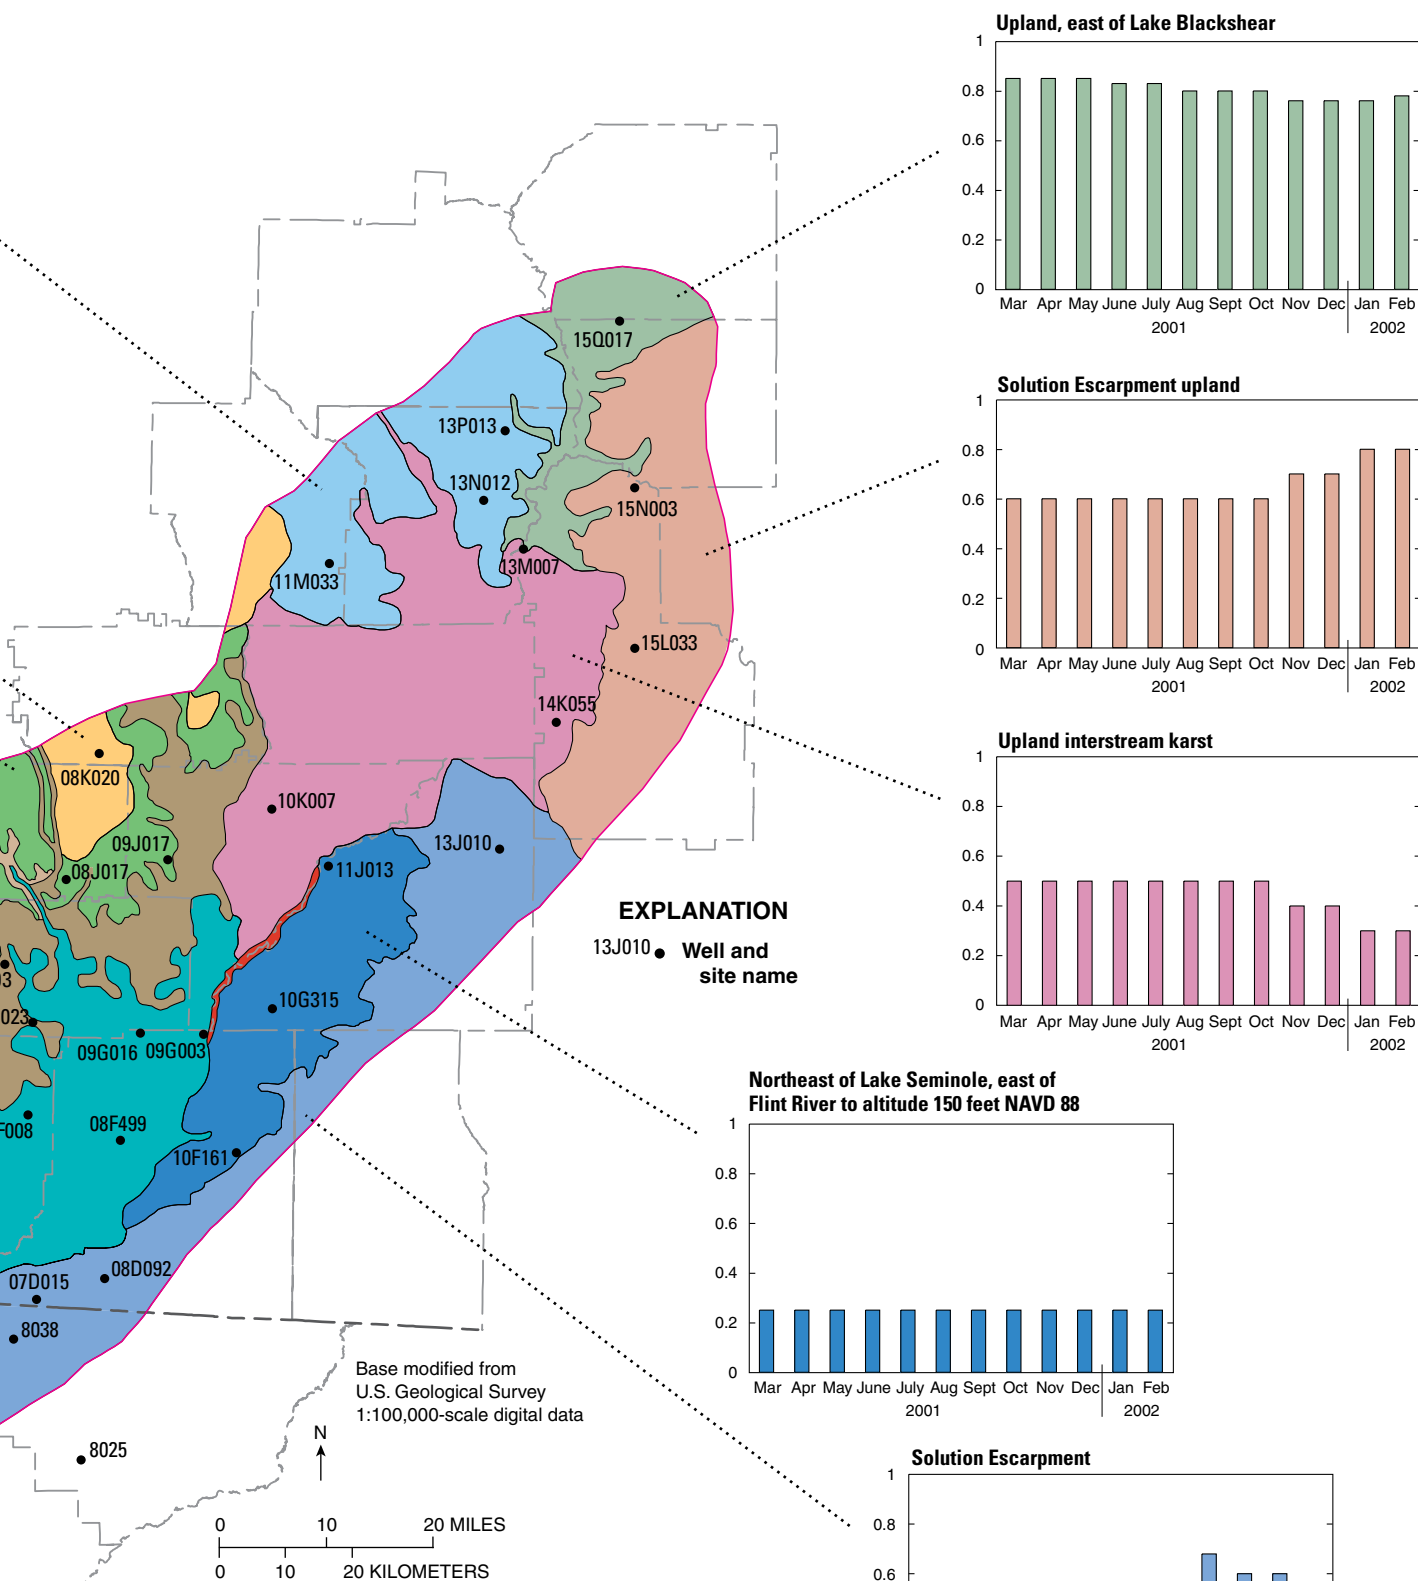 Upland, east of Lake Blackshear
1
0.8
0.6
0.4
0.2
0
Mar Apr May June July Aug Sept Oct Nov Dec Jan Feb
2001 2002
Solution Escarpment upland
1
0.8
0.6
0.4
0.2
0
Mar Apr May June July Aug Sept Oct Nov Dec Jan Feb
2001 2002
Upland interstream karst
1
0.8
0.6
0.4
0.2
0
Mar Apr May June July Aug Sept Oct Nov Dec Jan Feb
2001 2002
Northeast of Lake Seminole, east of
Flint River to altitude 150 feet NAVD 88
1
0.8
0.6
0.4
0.2
0
Mar Apr May June July Aug Sept Oct Nov Dec Jan Feb
2001 2002
Solution Escarpment
1
0.8
0.6
15Q017
13P013
13N012
15N003
13M007
11M033
15L033
14K055
08K020
10K007
09J017
13J010
08J017
11J013
03
10G315
023
09G016 09G003
F008
08F499
10F161
08D092
07D015
8038
8025
EXPLANATION
13J010 Well and
site name
Base modified from
U.S. Geological Survey
1:100,000-scale digital data
N
0 10 20 MILES
0 10 20 KILOMETERS